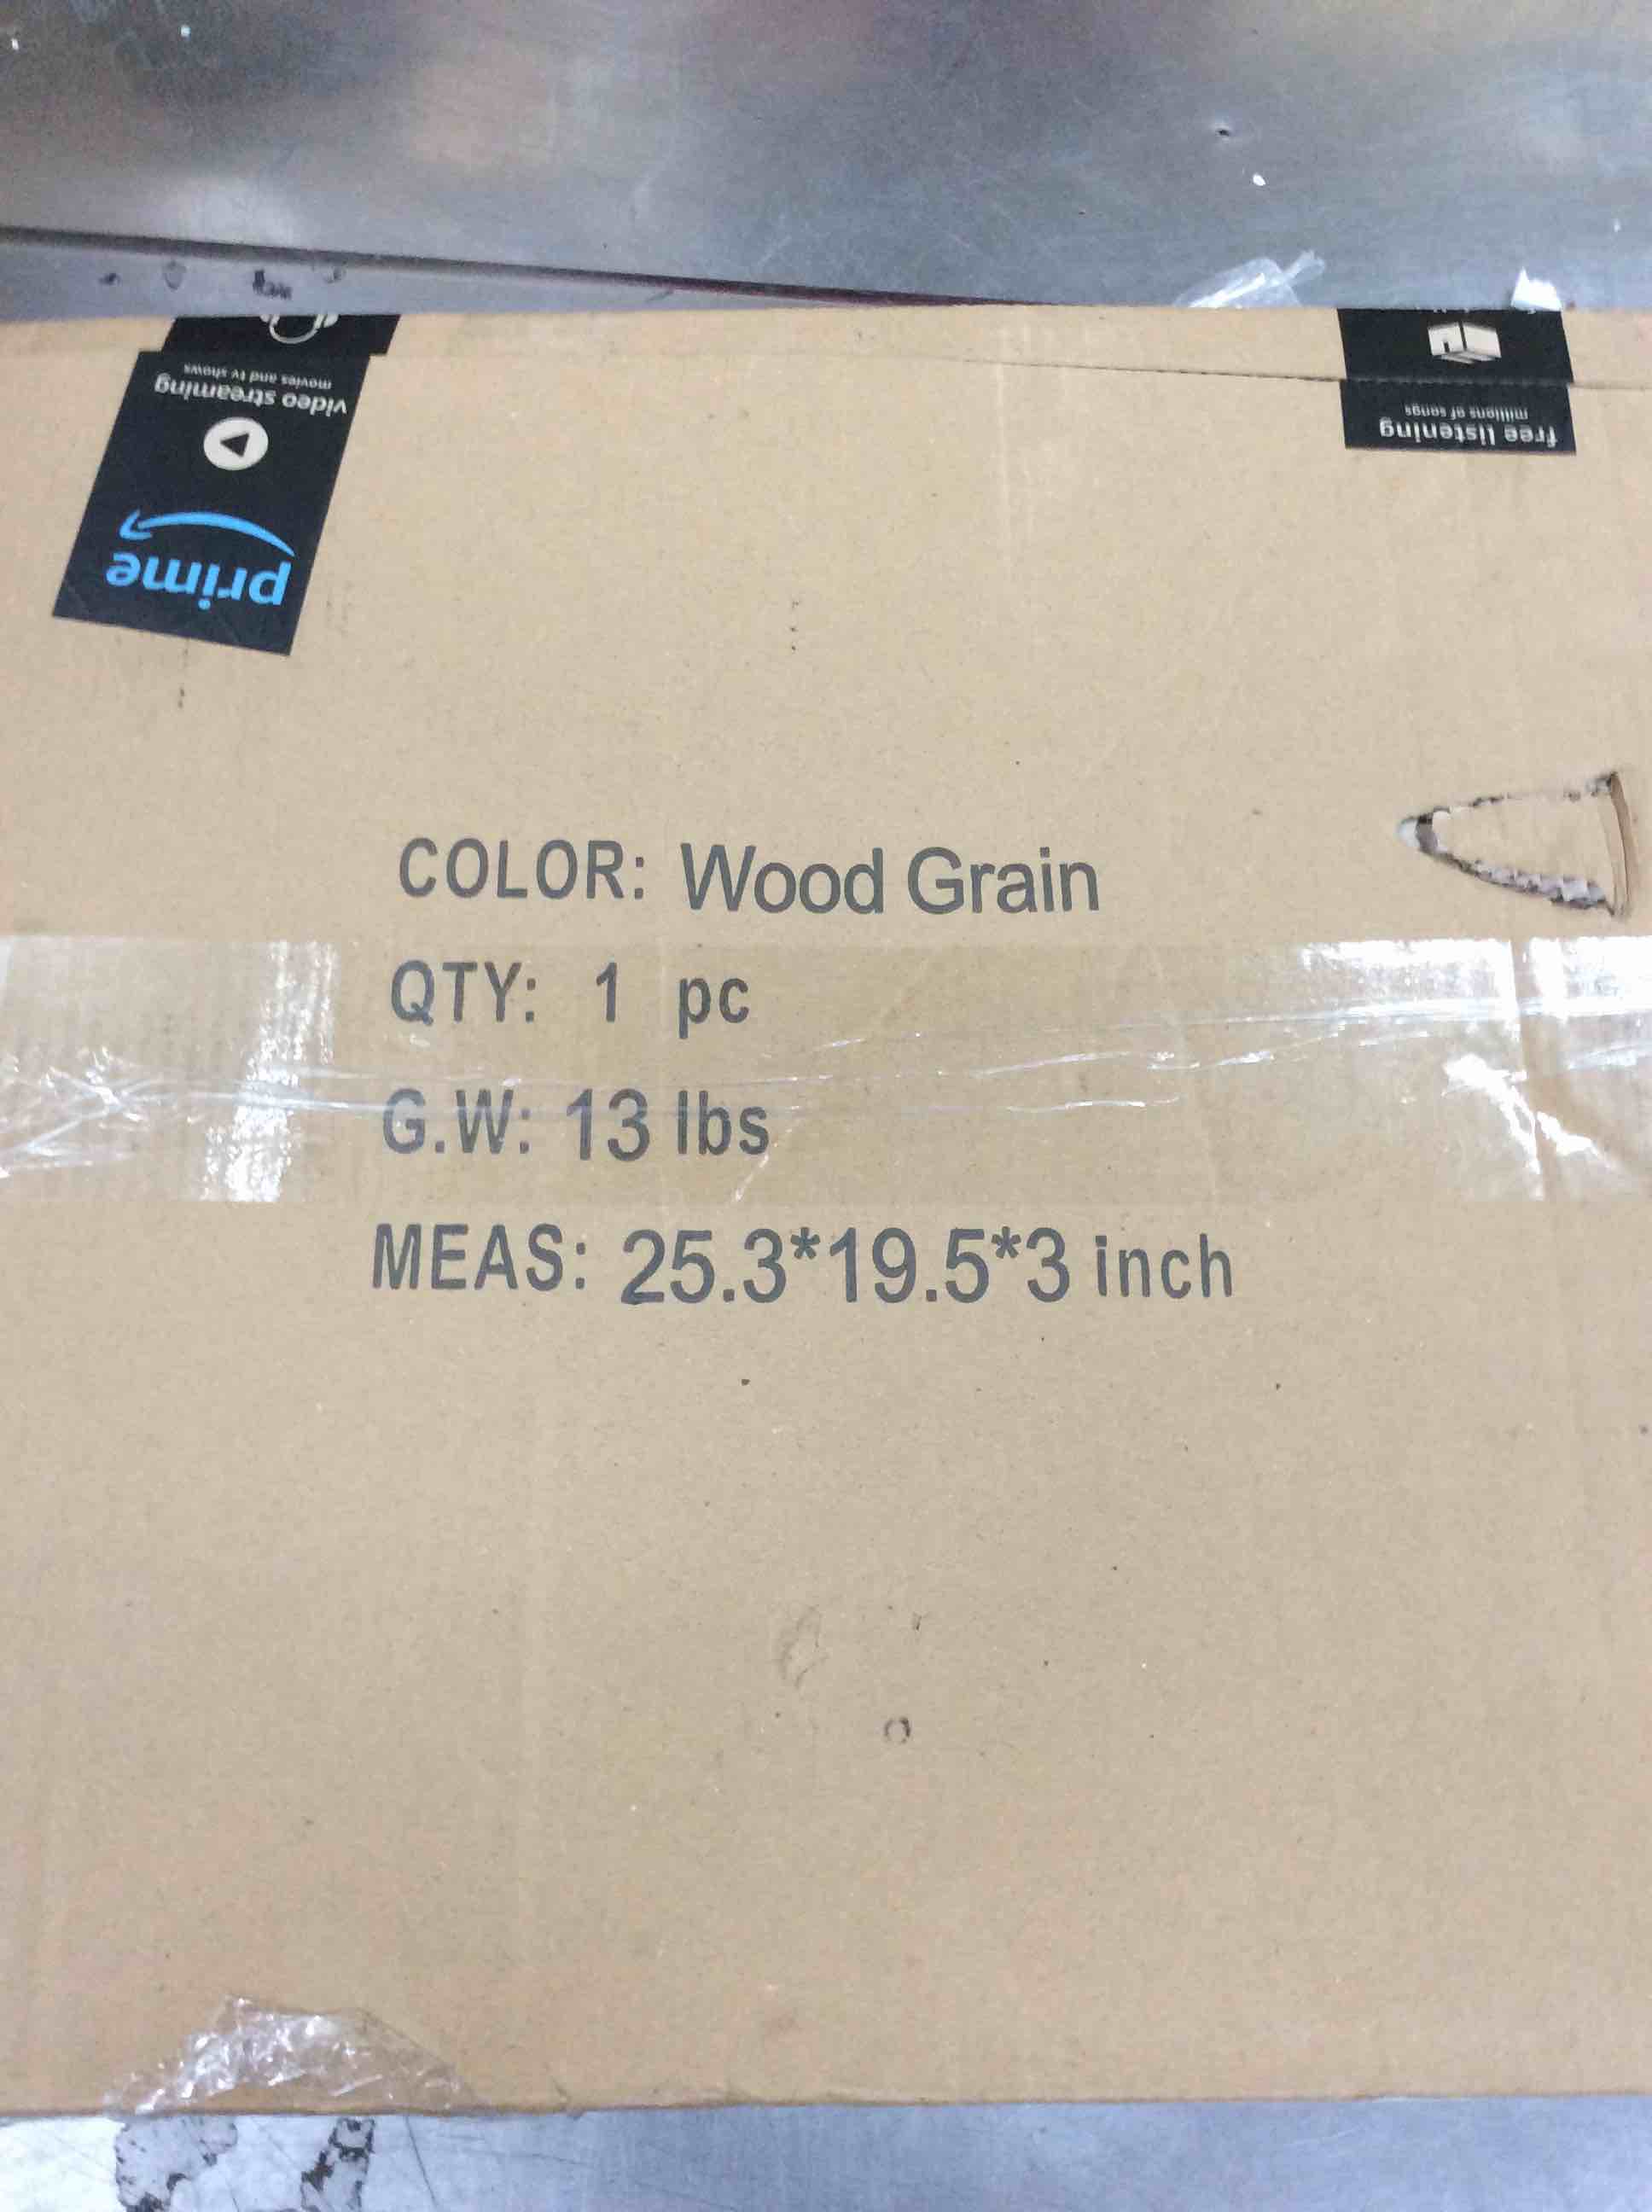 movies and tv shows
video streaming
prime
millions of songs
free listening
COLOR: Wood Grain
QTY: 1 pc
G.W: 13 lbs
MEAS: 25.3*19.5*3 inch